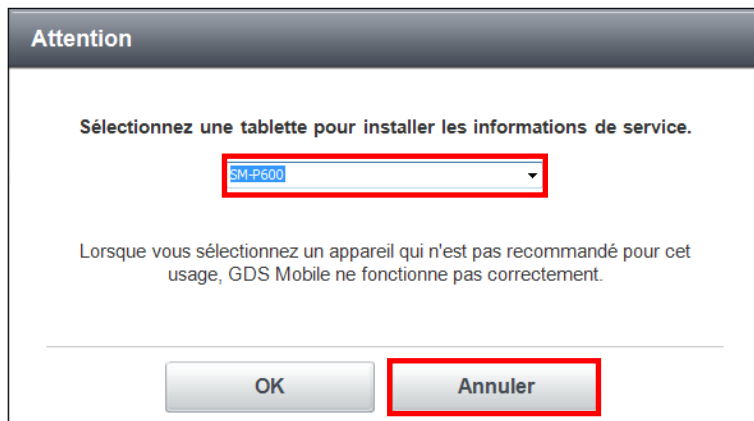 Attention
Sélectionnez une tablette pour installer les informations de service.
SM-P600
Lorsque vous sélectionnez un appareil qui n'est pas recommandé pour cet
usage, GDS Mobile ne fonctionne pas correctement.
OK
Annuler